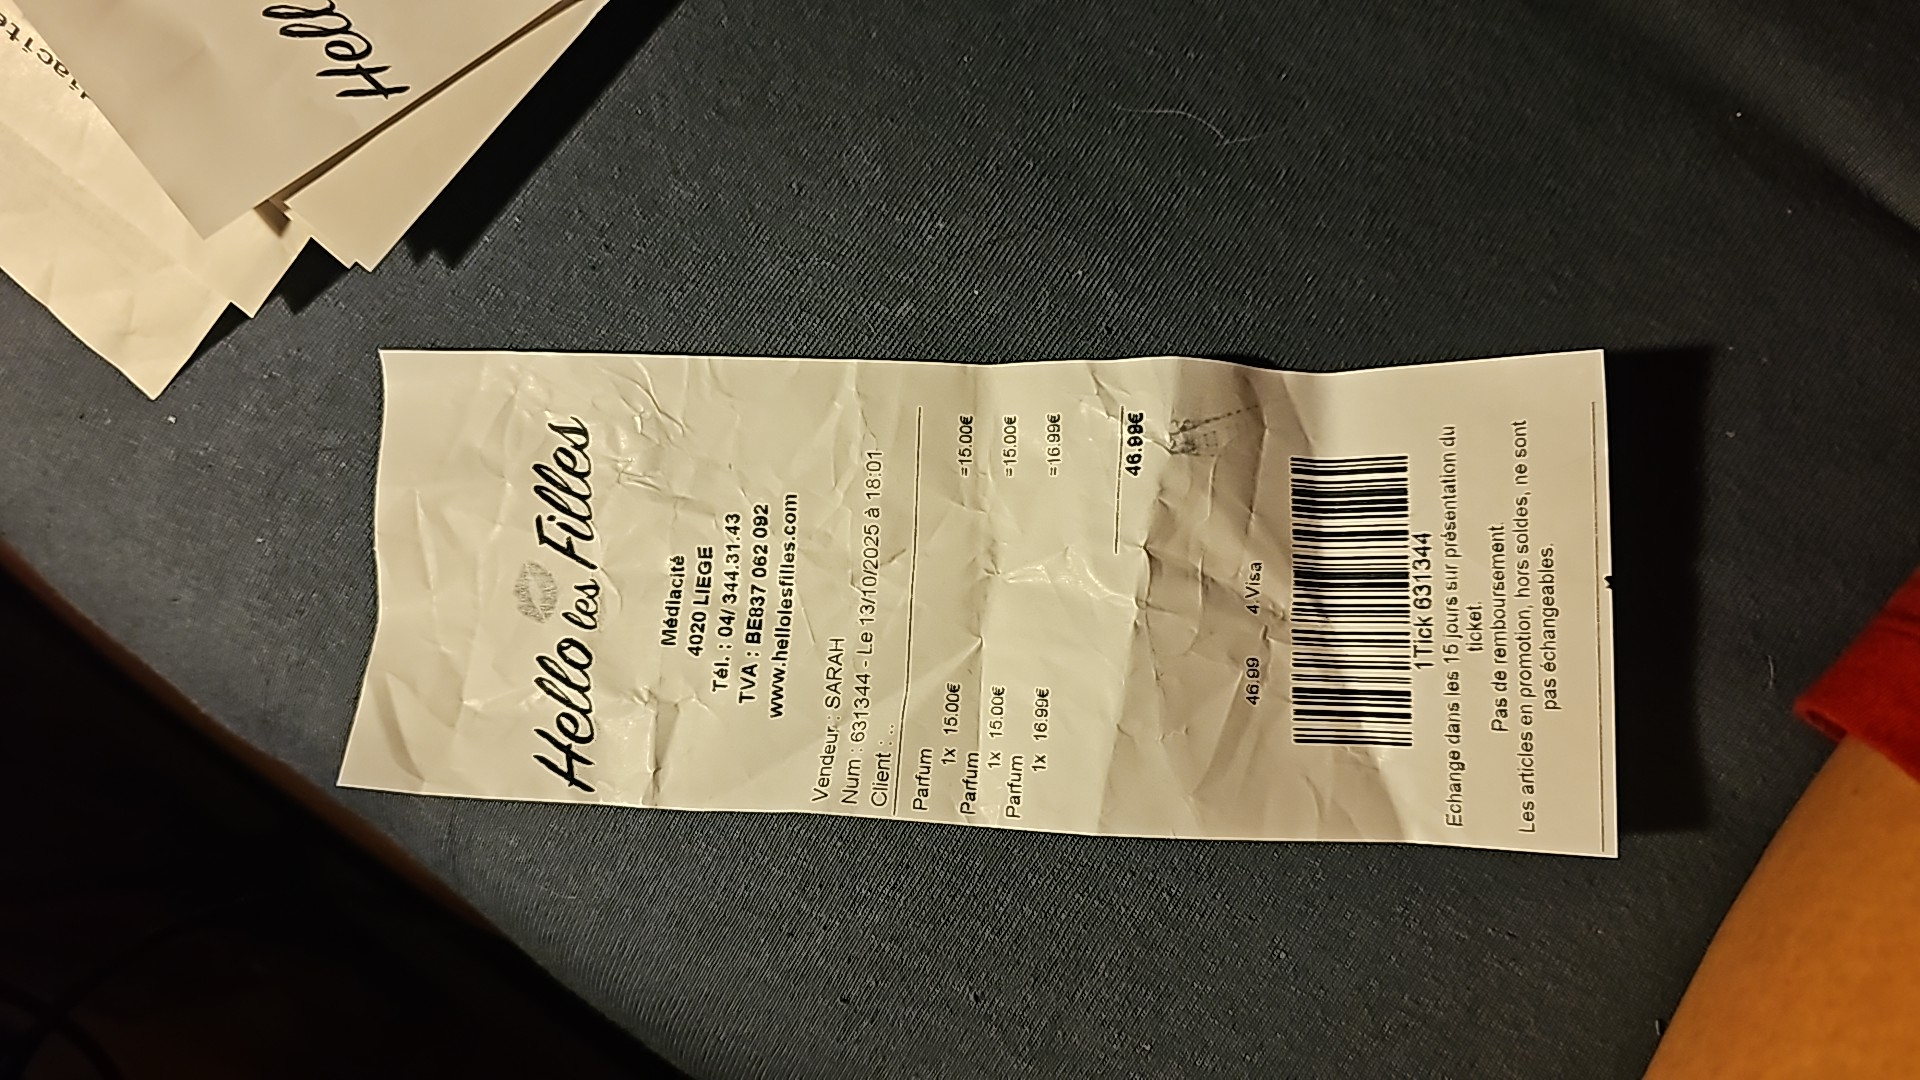 Hello les Filles
Médiacité
4020 LIEGE
Tél. : 04/ 344.31.43
TVA : BE637 062 092
www.hellolesfilles.com
Vendeur : SARAH
Num : 631344 - Le 13/10/2025 à 18:01
Client : ..
Parfum
1x 15.00€ =15.00€
Parfum
1x 15.00€ =15.00€
Parfum
1x 16.99€ =16.99€
46.99€
46.99 4.Visa
1Tick 631344
Echange dans les 15 jours sur présentation du
ticket.
Pas de remboursement.
Les articles en promotion, hors soldes, ne sont
pas échangeables.
Hell